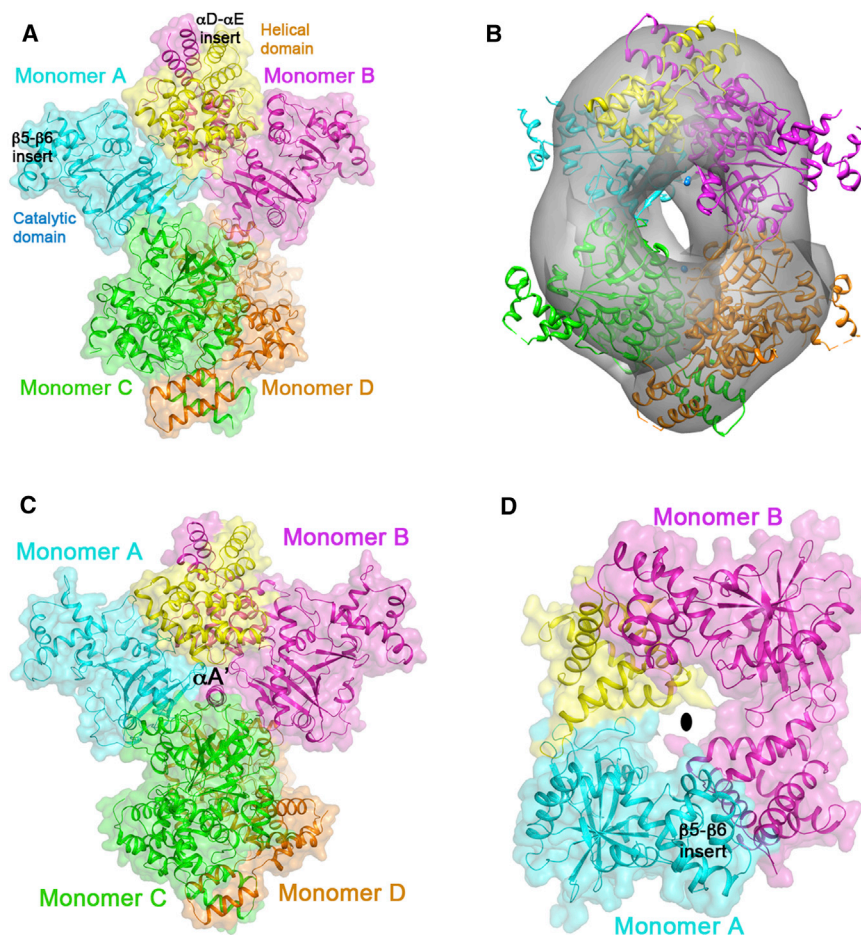 A
αD-αE
insert
Helical
domain
Monomer A
Monomer B
β5-β6
insert
Catalytic
domain
Monomer C
Monomer D
B
C
Monomer A
Monomer B
αA'
Monomer C
Monomer D
D
Monomer B
β5-β6
insert
Monomer A